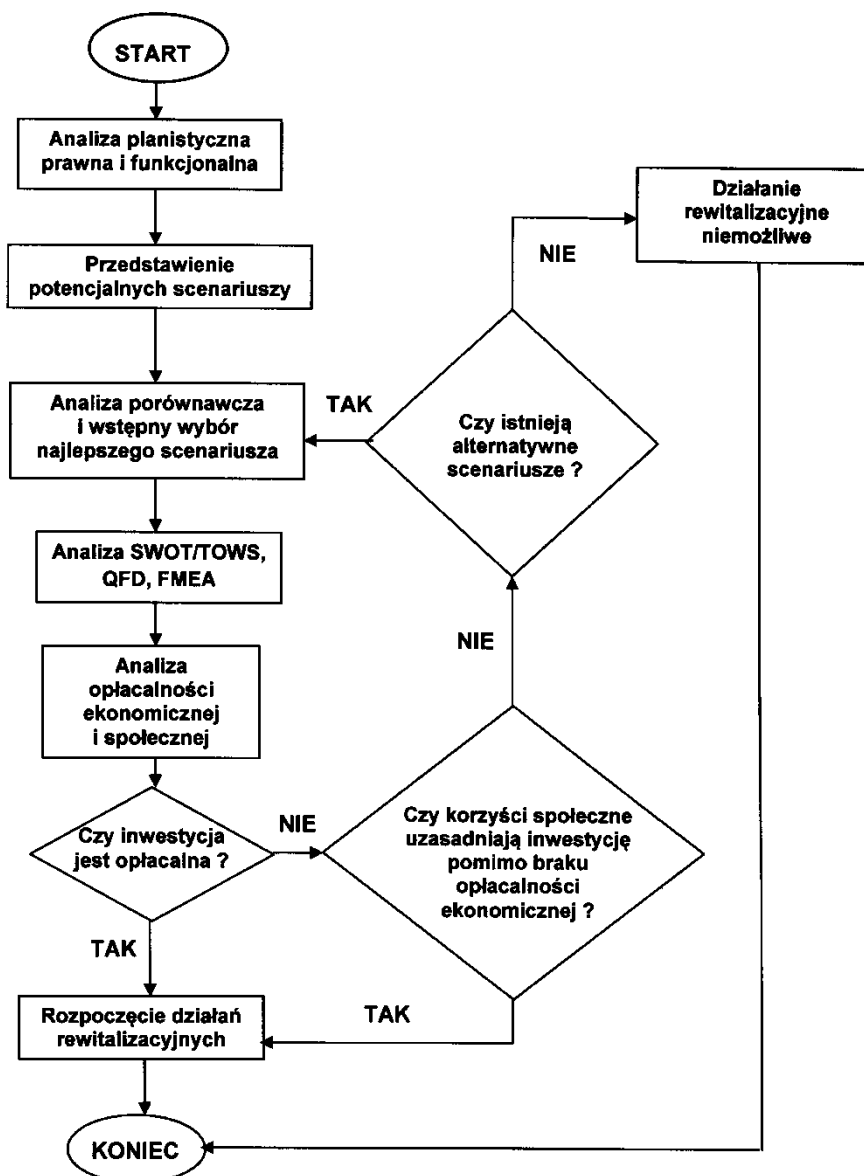 START
Analiza planistyczna
prawna i funkcjonalna
Działanie
rewitalizacyjne
niemożliwe
NIE
Przedstawienie
potencjalnych scenariuszy
TAK
Analiza porównawcza
i wstępny wybór
najlepszego scenariusza
Czy istnieją
alternatywne
scenariusze ?
Analiza SWOT/TOWS,
QFD, FMEA
NIE
Analiza
opłacalności
ekonomicznej
i społecznej
Czy inwestycja
jest opłacalna ?
NIE
Czy korzyści społeczne
uzasadniają inwestycję
pomimo braku
opłacalności
ekonomicznej ?
TAK
Rozpoczęcie działań
rewitalizacyjnych
TAK
KONIEC